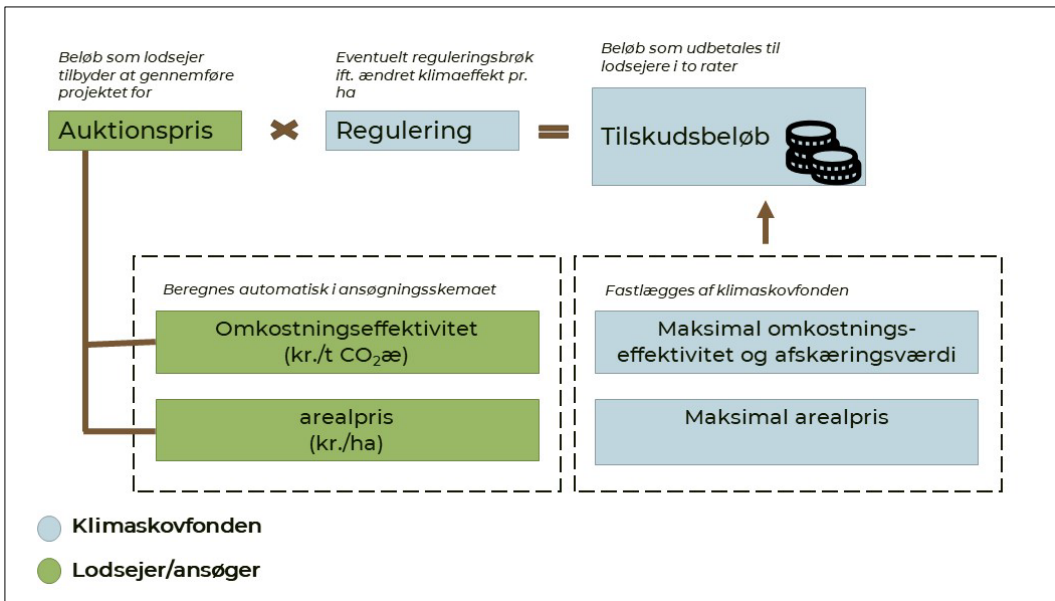 Beløb som lodsejer
tilbyder at gennemføre
projektet for
Auktionspris
Eventuelt reguleringsbrøk
ift. ændret klimaeffekt pr.
ha
Regulering
Beløb som udbetales til
lodsejere i to rater
Tilskudsbeløb
Beregnes automatisk i ansøgningsskemaet
Omkostningseffektivitet
(kr./t CO₂æ)
arealpris
(kr./ha)
Fastlægges af klimaskovfonden
Maksimal omkostnings-
effektivitet og afskæringsværdi
Maksimal arealpris
Klimaskovfonden
Lodsejer/ansøger